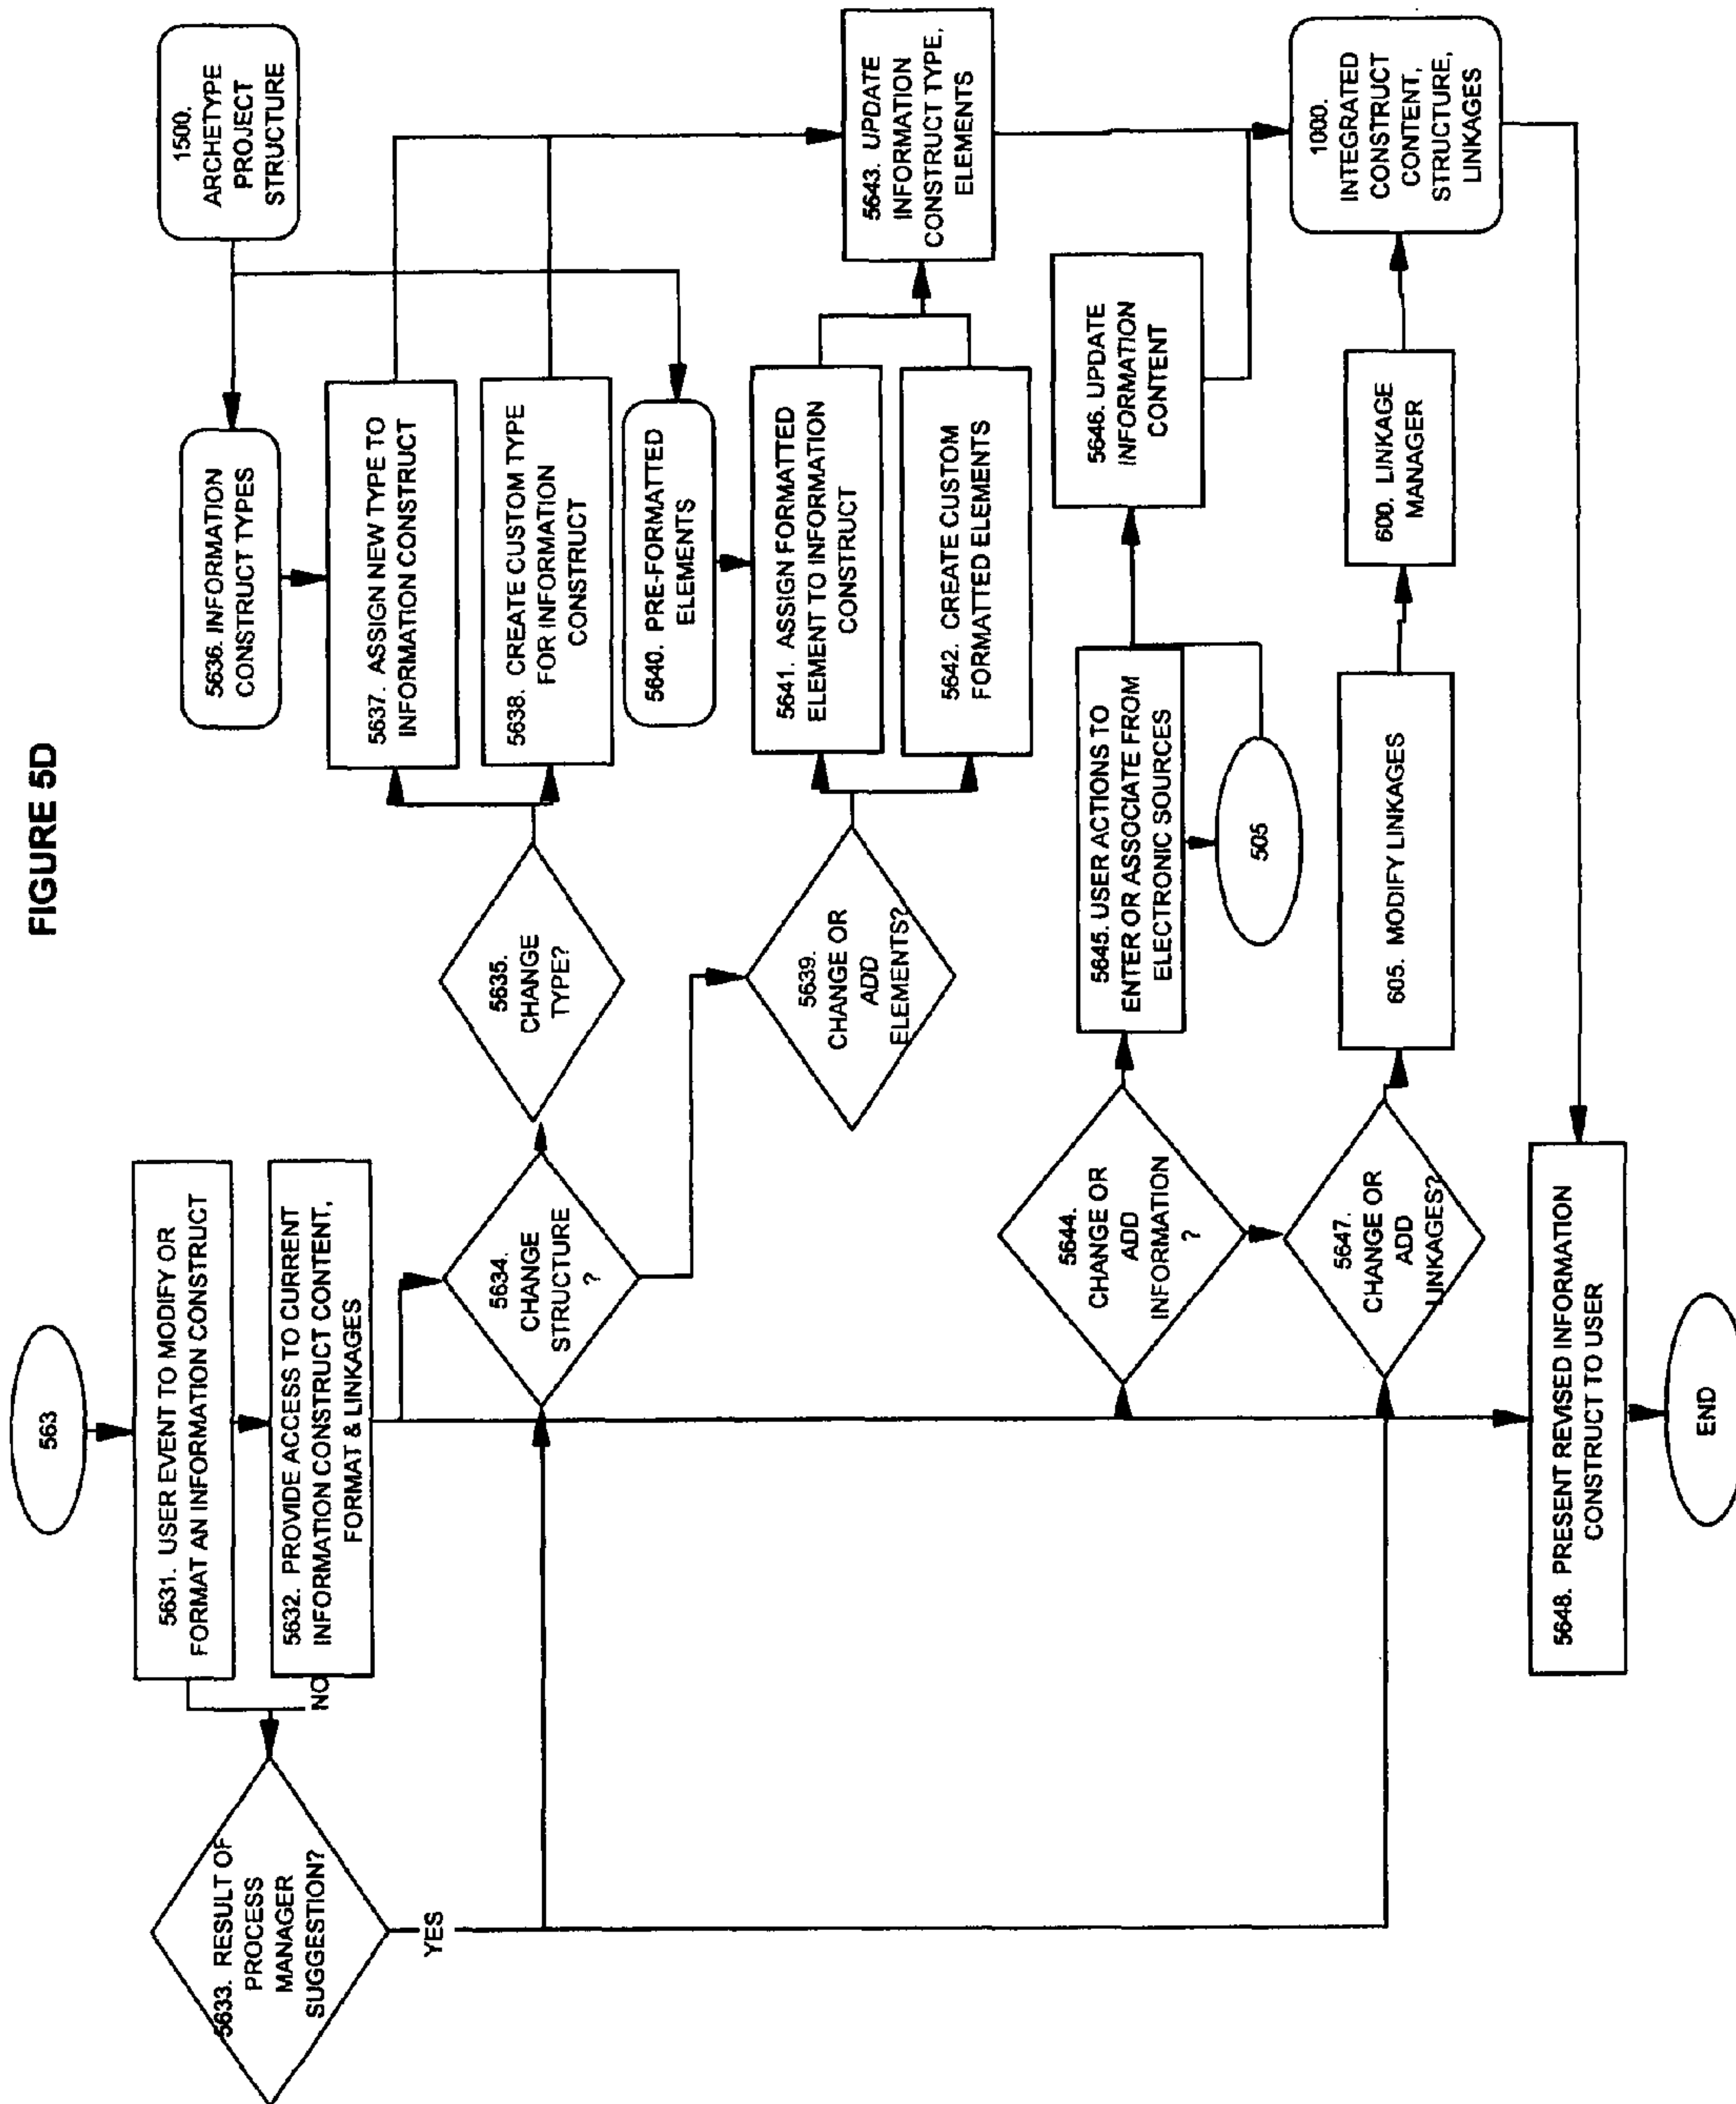 FIGURE 5D
563
5631. USER EVENT TO MODIFY OR
FORMAT AN INFORMATION CONSTRUCT
5632. PROVIDE ACCESS TO CURRENT
INFORMATION CONSTRUCT CONTENT,
FORMAT & LINKAGES
NO
5633. RESULT OF
PROCESS
MANAGER
SUGGESTION?
YES
5634.
CHANGE
STRUCTURE
?
5635.
CHANGE
TYPE?
1500.
ARCHETYPE
PROJECT
STRUCTURE
5636. INFORMATION
CONSTRUCT TYPES
5637. ASSIGN NEW TYPE TO
INFORMATION CONSTRUCT
5638. CREATE CUSTOM TYPE
FOR INFORMATION
CONSTRUCT
5639.
CHANGE OR
ADD
ELEMENTS?
5640. PRE-FORMATTED
ELEMENTS
5641. ASSIGN FORMATTED
ELEMENT TO INFORMATION
CONSTRUCT
5642. CREATE CUSTOM
FORMATTED ELEMENTS
5643. UPDATE
INFORMATION
CONSTRUCT TYPE,
ELEMENTS
5644.
CHANGE OR
ADD
INFORMATION
?
5645. USER ACTIONS TO
ENTER OR ASSOCIATE FROM
ELECTRONIC SOURCES
505
5646. UPDATE
INFORMATION
CONTENT
5647.
CHANGE OR
ADD
LINKAGES?
605. MODIFY LINKAGES
600. LINKAGE
MANAGER
1000.
INTEGRATED
CONSTRUCT
CONTENT,
STRUCTURE,
LINKAGES
5648. PRESENT REVISED INFORMATION
CONSTRUCT TO USER
END